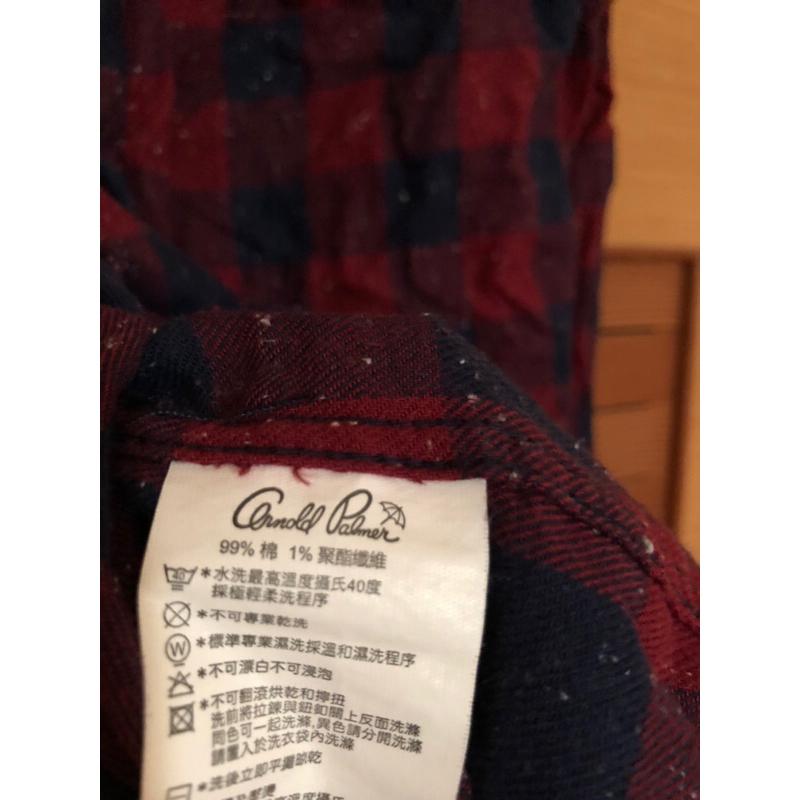 Arnold Palmer
99% 棉 1% 聚酯纖維
40 *水洗最高溫度攝氏40度
採極輕柔洗程序
*不可專業乾洗
W *標準專業濕洗採溫和濕洗程序
*不可漂白不可浸泡
*不可翻滾烘乾和擰扭
洗前將拉鍊與鈕釦關上反面洗滌
同色可一起洗滌,異色請分開洗滌
請置入於洗衣袋內洗滌
*洗後立即平攤晾乾